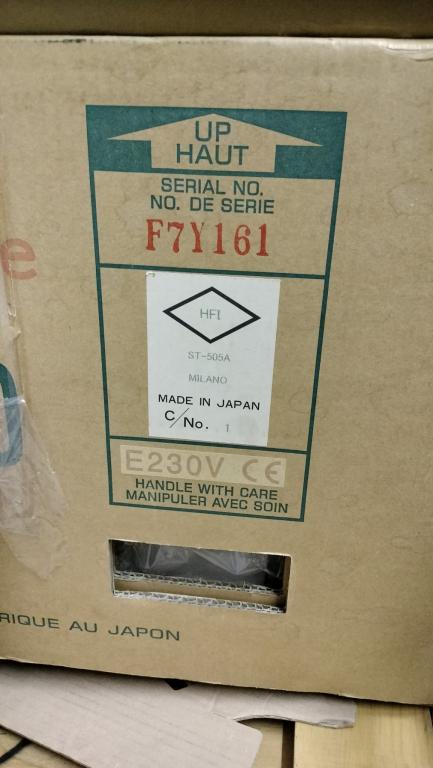 UP
HAUT
SERIAL NO.
NO. DE SERIE
F7Y161
e
HFI
ST-505A
MILANO
MADE IN JAPAN
C/No. 1
E230V CE
HANDLE WITH CARE
MANIPULER AVEC SOIN
RIQUE AU JAPON